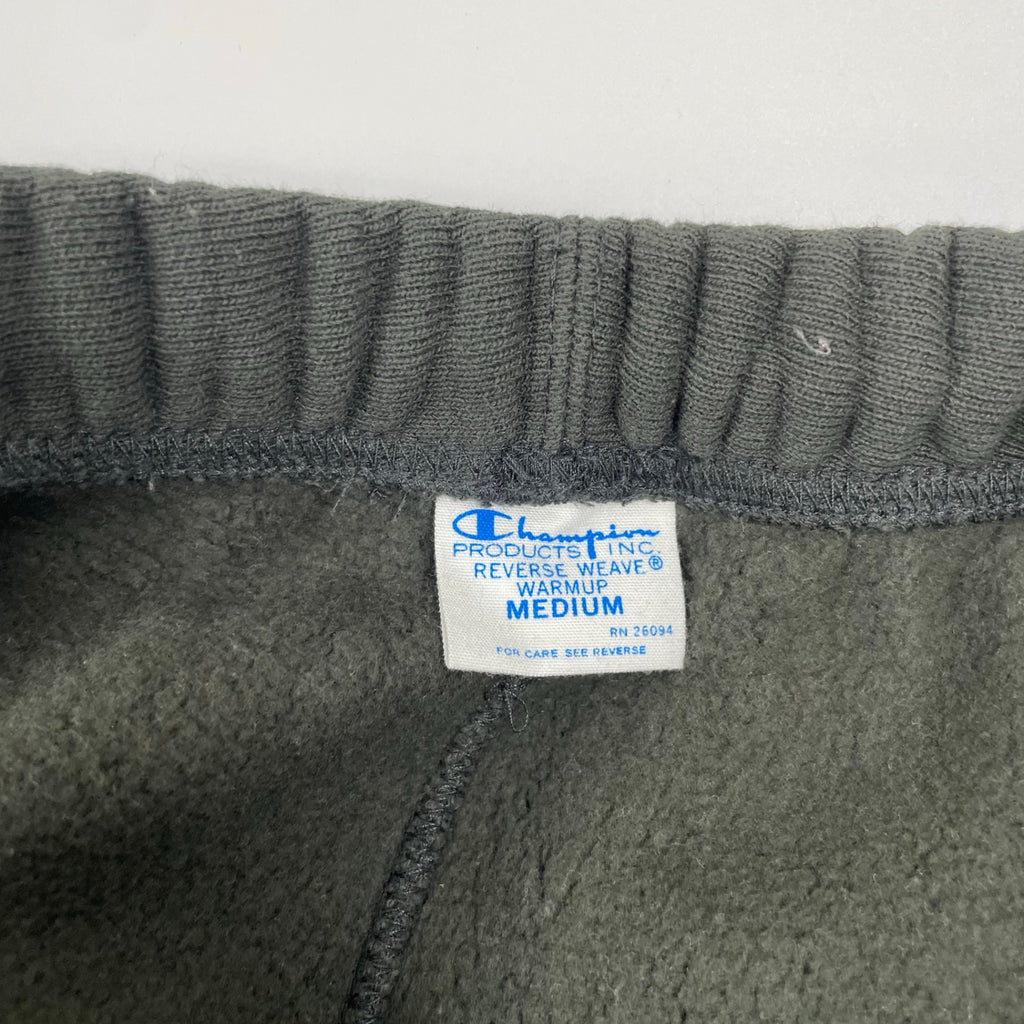 Champion
PRODUCTS INC.
REVERSE WEAVE®
WARMUP
MEDIUM
RN 26094
FOR CARE SEE REVERSE